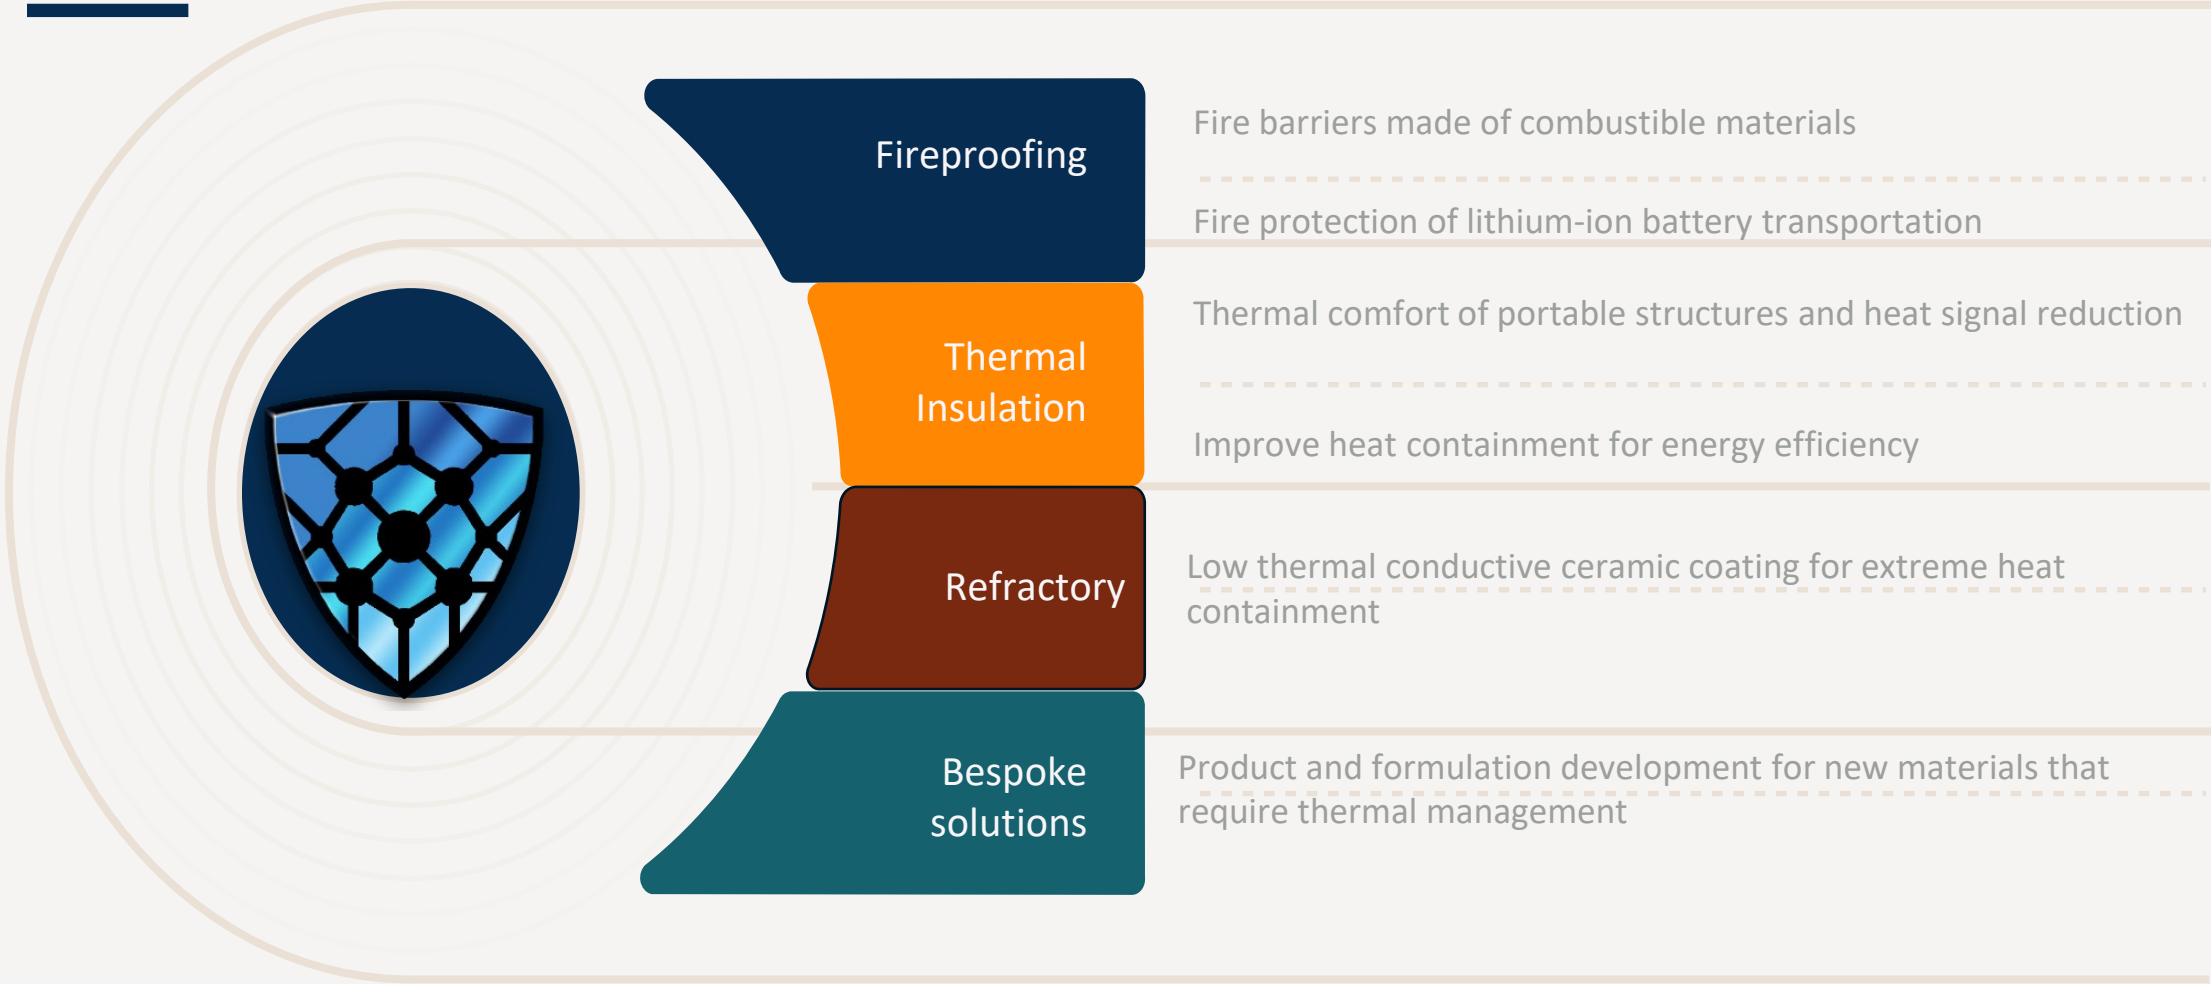 Fireproofing
Fire barriers made of combustible materials
Fire protection of lithium-ion battery transportation
Thermal
Insulation
Thermal comfort of portable structures and heat signal reduction
Improve heat containment for energy efficiency
Refractory
Low thermal conductive ceramic coating for extreme heat
containment
Bespoke
solutions
Product and formulation development for new materials that
require thermal management